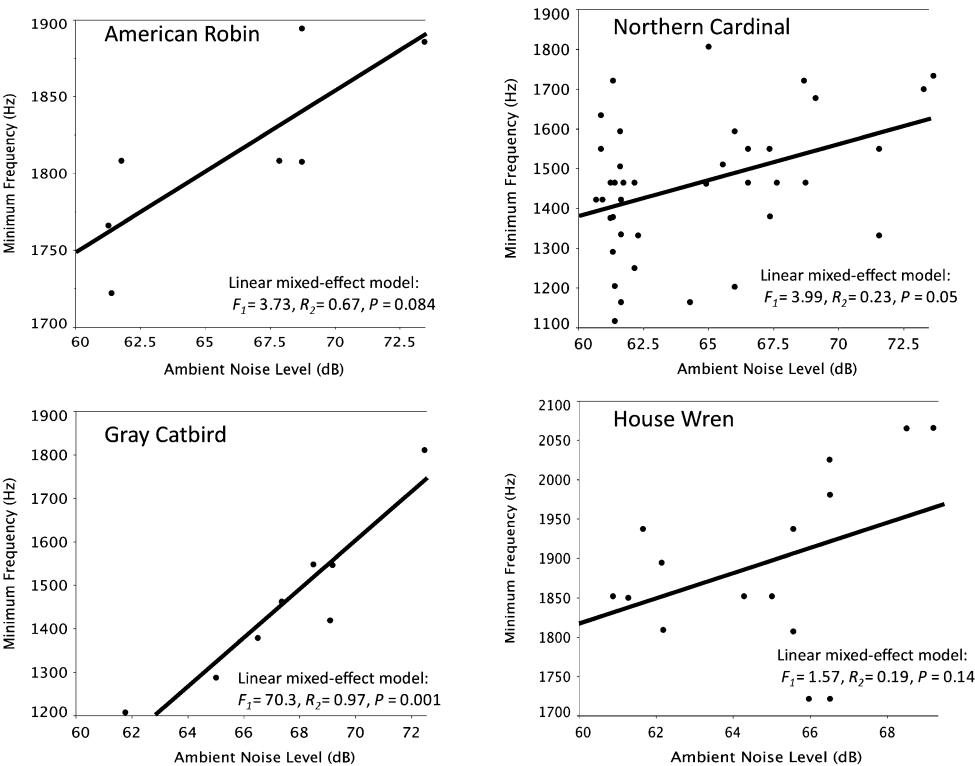 American Robin
1900
1850
1800
1750
1700
Minimum Frequency (Hz)
Linear mixed-effect model:
F1= 3.73, R2= 0.67, P = 0.084
60 62.5 65 67.5 70 72.5
Ambient Noise Level (dB)
Northern Cardinal
1900
1800
1700
1600
1500
1400
1300
1200
1100
Minimum Frequency (Hz)
Linear mixed-effect model:
F1= 3.99, R2= 0.23, P = 0.05
60 62.5 65 67.5 70 72.5
Ambient Noise Level (dB)
Gray Catbird
1900
1800
1700
1600
1500
1400
1300
1200
Minimum Frequency (Hz)
Linear mixed-effect model:
F1= 70.3, R2= 0.97, P = 0.001
60 62 64 66 68 70 72
Ambient Noise Level (dB)
House Wren
2100
2050
2000
1950
1900
1850
1800
1750
1700
Minimum Frequency (Hz)
Linear mixed-effect model:
F1= 1.57, R2= 0.19, P = 0.14
60 62 64 66 68
Ambient Noise Level (dB)